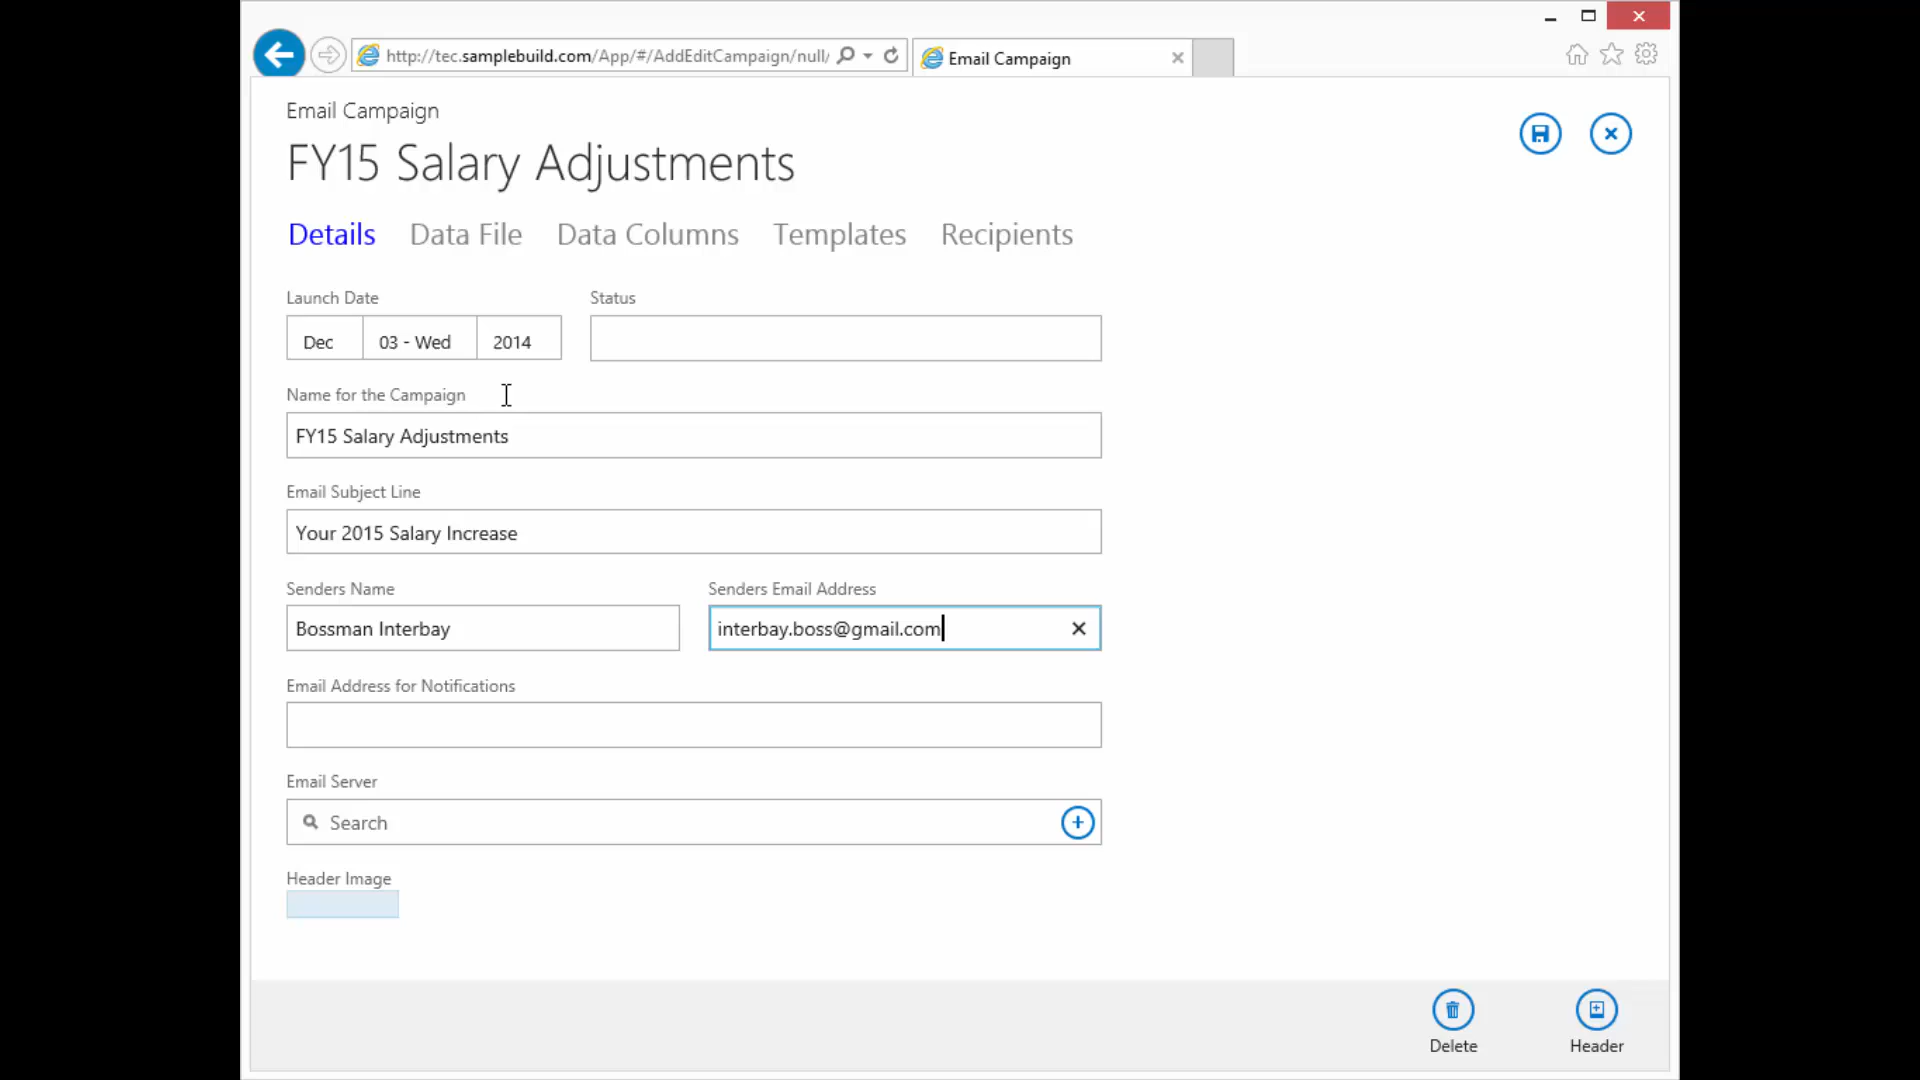 http://tec.samplebuild.com/App/#/AddEditCampaign/null/
Email Campaign
Email Campaign
FY15 Salary Adjustments
Details Data File Data Columns Templates Recipients
Launch Date Status
Dec 03 - Wed 2014
Name for the Campaign
FY15 Salary Adjustments
Email Subject Line
Your 2015 Salary Increase
Senders Name Senders Email Address
Bossman Interbay interbay.boss@gmail.com
Email Address for Notifications
Email Server
Search
Header Image
Delete Header